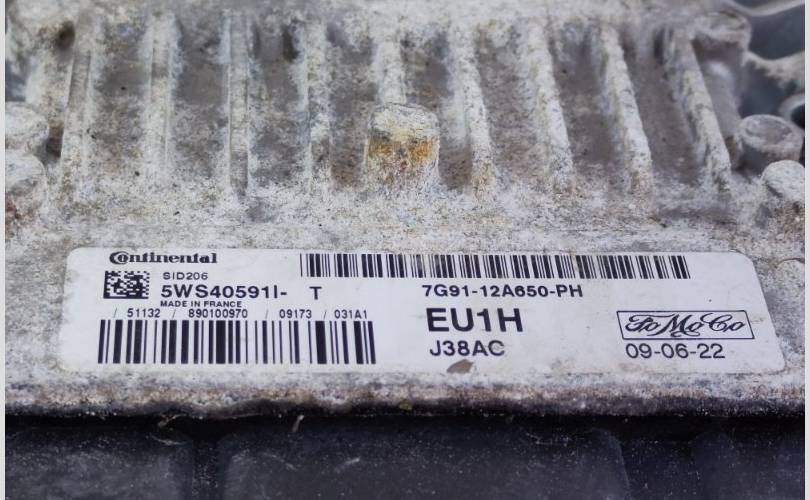 Continental
SID206
5WS40591I- T
MADE IN FRANCE
/ 51132 / 890100970 / 09173 / 031A1
7G91-12A650-PH
EU1H
J38AC
FoMoCo
09-06-22